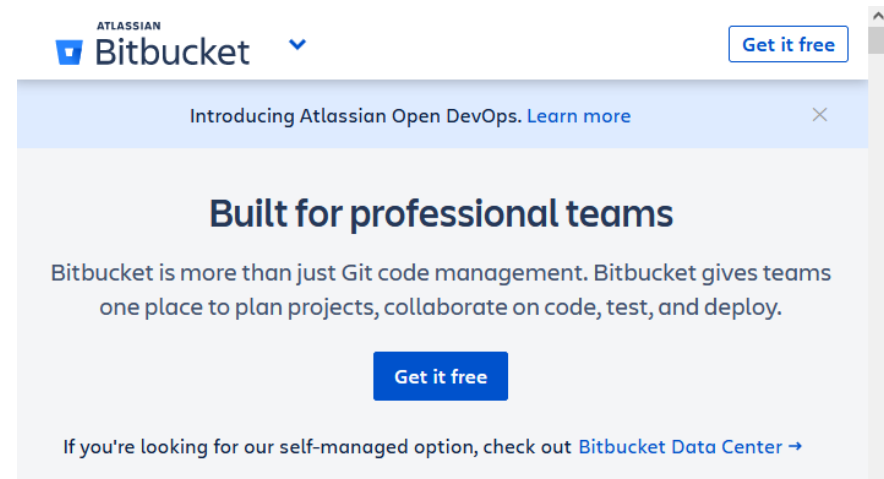 ATLASSIAN
Bitbucket
Get it free
Introducing Atlassian Open DevOps. Learn more
Built for professional teams
Bitbucket is more than just Git code management. Bitbucket gives teams
one place to plan projects, collaborate on code, test, and deploy.
Get it free
If you're looking for our self-managed option, check out Bitbucket Data Center →